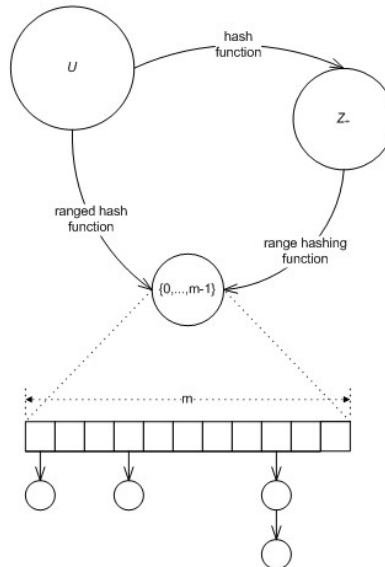 hash
function
U
Z-
ranged hash
function
range hashing
function
{0,...,m-1}
m